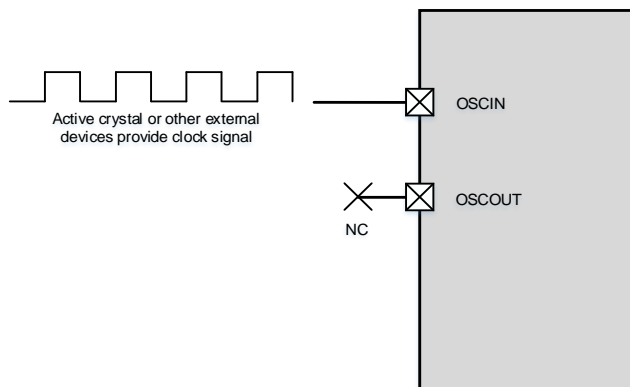 OSCIN
Active crystal or other external
devices provide clock signal
OSCOUT
NC